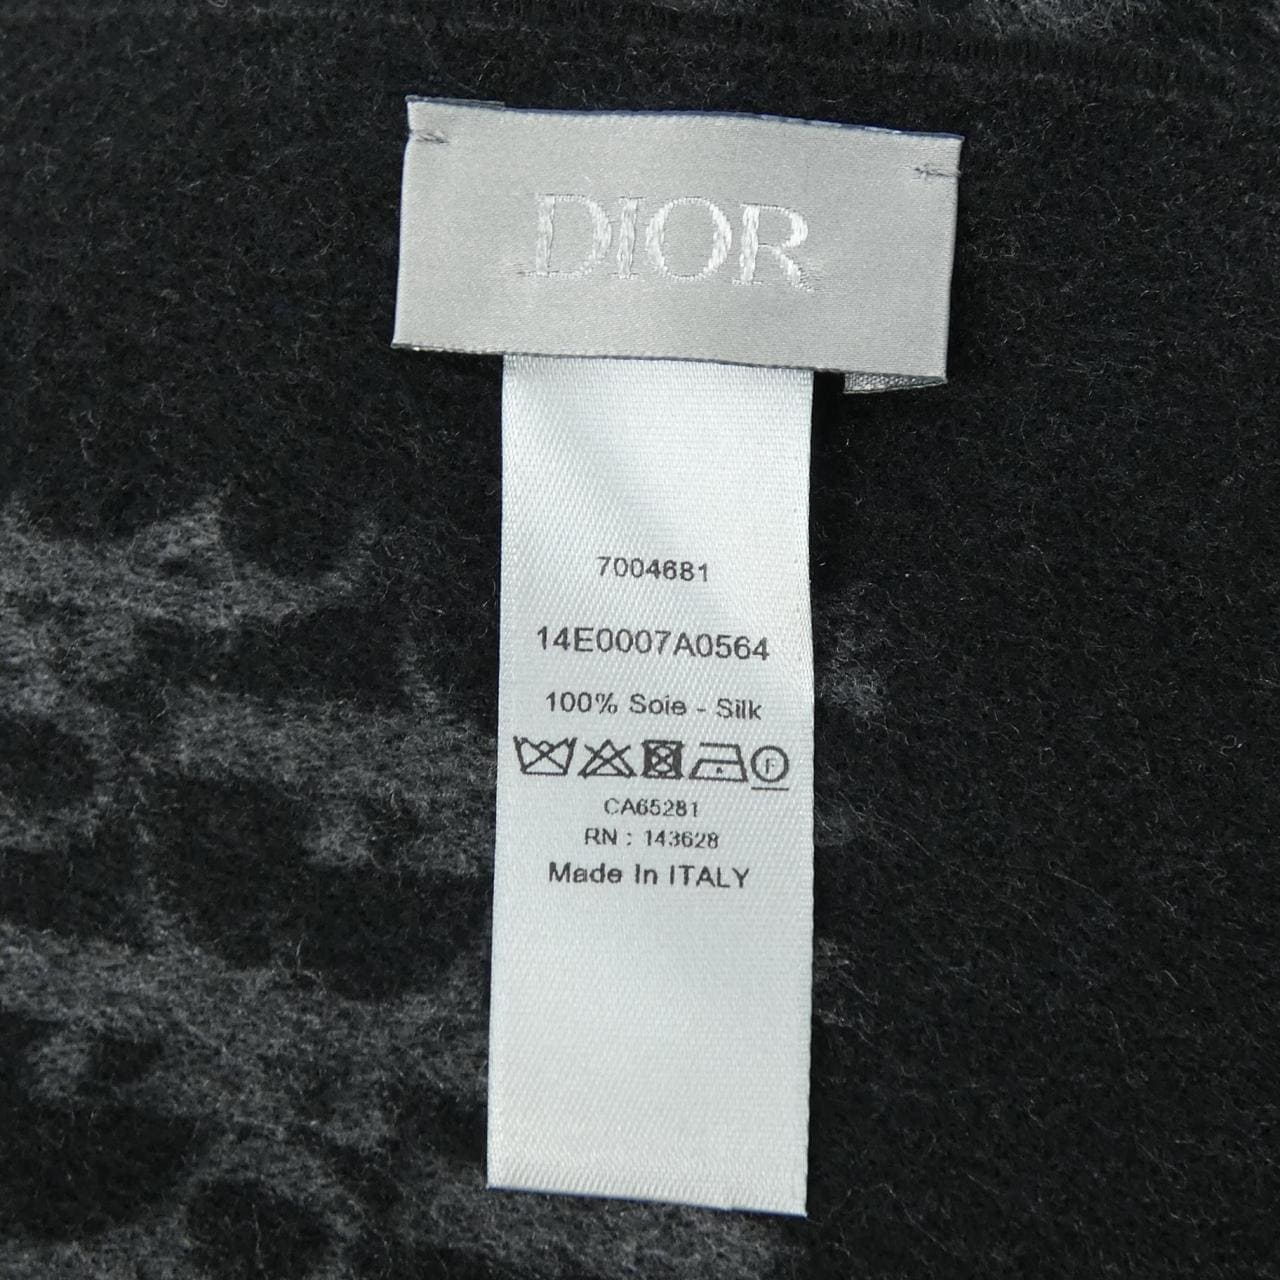 DIOR
7004681
14E0007A0564
100% Soie - Silk
F
CA65281
RN : 143628
Made In ITALY